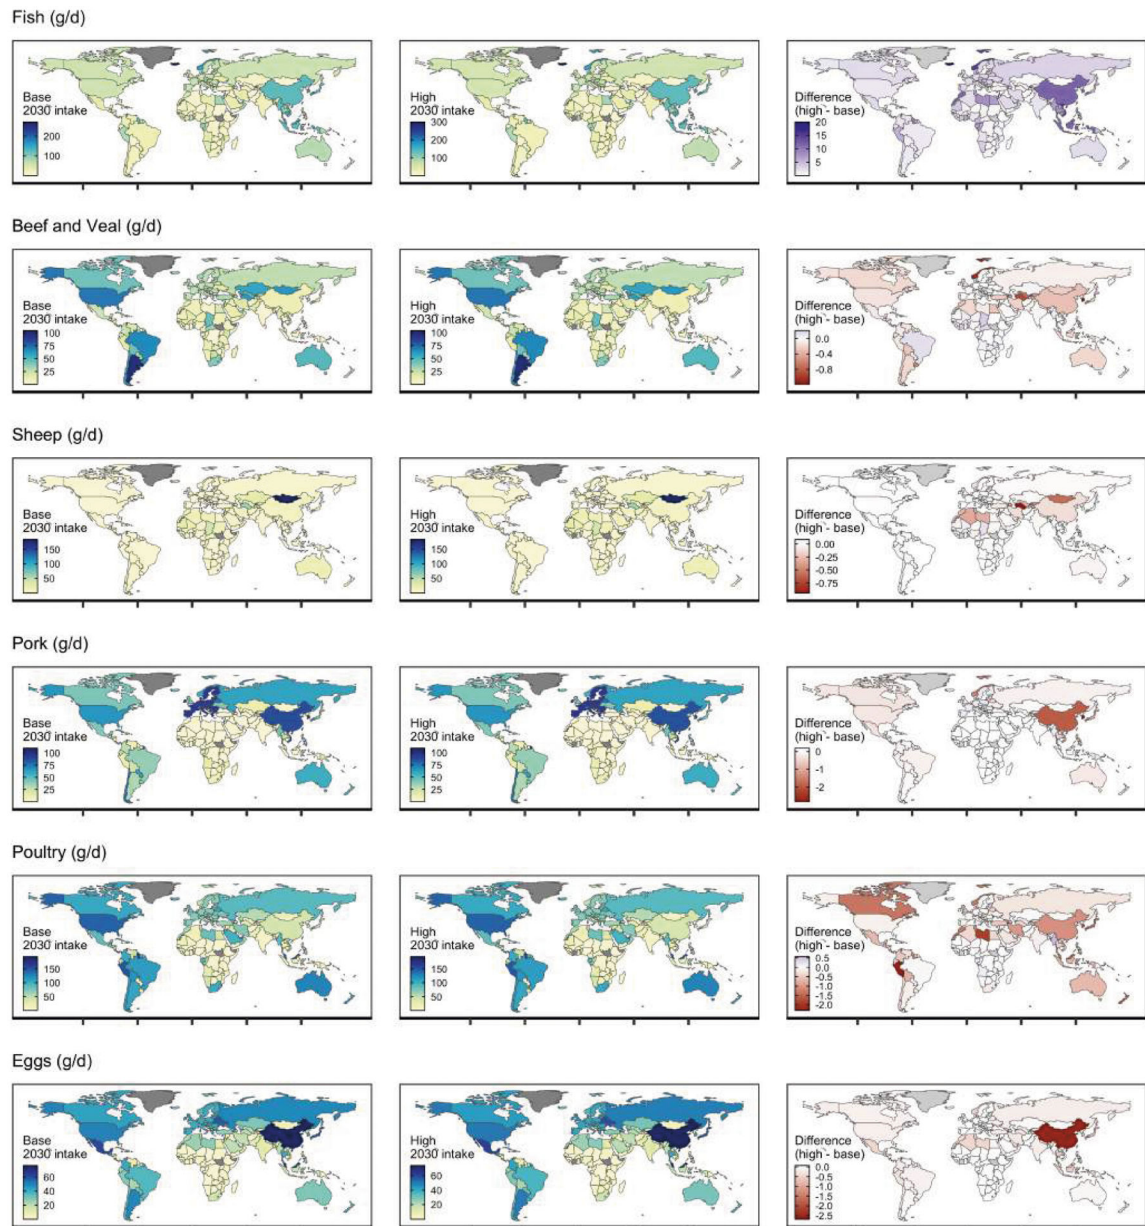 Fish (g/d)
Base
2030 intake
200
100
High
2030 intake
300
200
100
Difference
(high - base)
20
15
10
5
Beef and Veal (g/d)
Base
2030 intake
100
75
50
25
High
2030 intake
100
75
50
25
Difference
(high - base)
0.0
-0.4
-0.8
Sheep (g/d)
Base
2030 intake
150
100
50
High
2030 intake
150
100
50
Difference
(high - base)
0.00
-0.25
-0.50
-0.75
Pork (g/d)
Base
2030 intake
100
75
50
25
High
2030 intake
100
75
50
25
Difference
(high - base)
0
-1
-2
Poultry (g/d)
Base
2030 intake
150
100
50
High
2030 intake
150
100
50
Difference
(high - base)
0.5
0.0
-0.5
-1.0
-1.5
-2.0
Eggs (g/d)
Base
2030 intake
60
40
20
High
2030 intake
60
40
20
Difference
(high - base)
0.0
-0.5
-1.0
-1.5
-2.0
-2.5